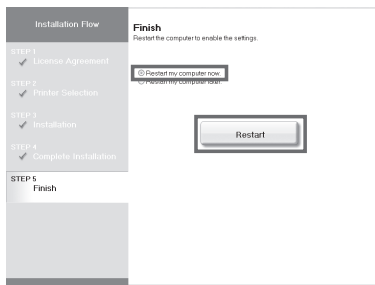 Installation Flow
STEP 1
License Agreement
STEP 2
Printer Selection
STEP 3
Installation
STEP 4
Complete Installation
STEP 5
Finish
Finish
Restart the computer to enable the settings.
Restart my computer now.
Restart my computer later.
Restart